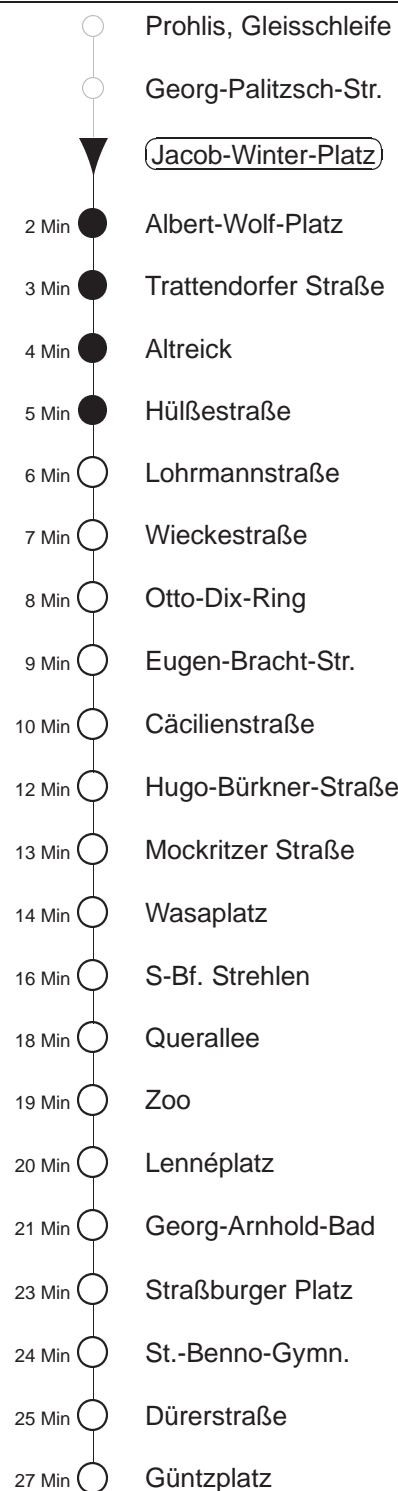 Prohlis, Gleisschleife
Georg-Palitzsch-Str.
Jacob-Winter-Platz
2 Min Albert-Wolf-Platz
3 Min Trattendorfer Straße
4 Min Altreick
5 Min Hülßestraße
6 Min Lohrmannstraße
7 Min Wieckestraße
8 Min Otto-Dix-Ring
9 Min Eugen-Bracht-Str.
10 Min Cäcilienstraße
12 Min Hugo-Bürkner-Straße
13 Min Mockritzer Straße
14 Min Wasaplatz
16 Min S-Bf. Strehlen
18 Min Querallee
19 Min Zoo
20 Min Lennéplatz
21 Min Georg-Arnhold-Bad
23 Min Straßburger Platz
24 Min St.-Benno-Gymn.
25 Min Dürerstraße
27 Min Güntzplatz